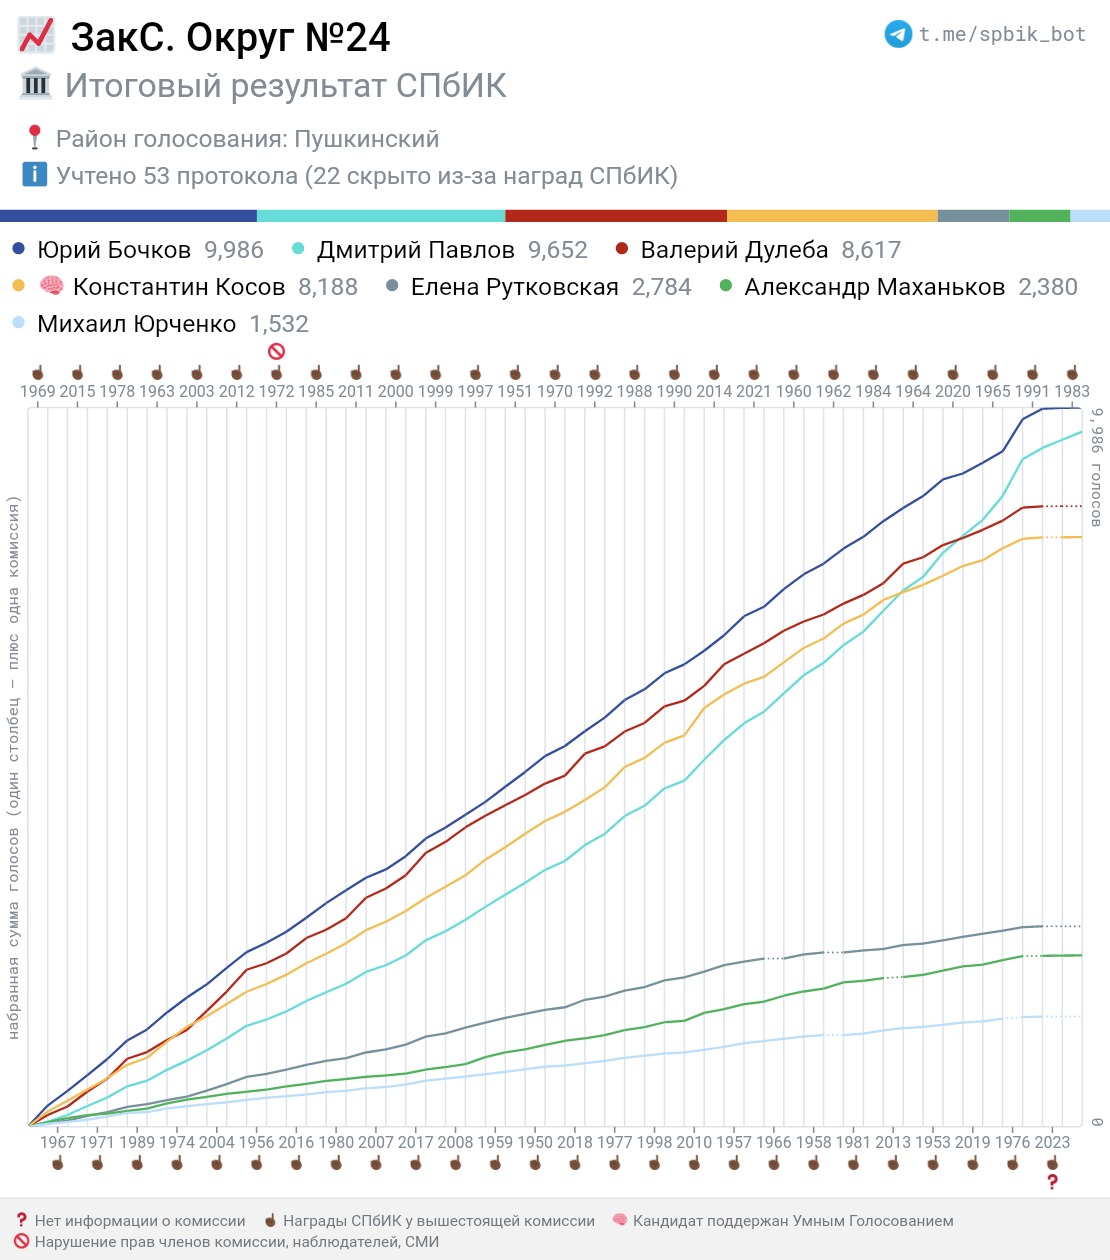 ЗакС. Округ №24
t.me/spbik_bot
Итоговый результат СПбИК
Район голосования: Пушкинский
Учтено 53 протокола (22 скрыто из-за наград СПбИК)
Юрий Бочков 9,986 Дмитрий Павлов 9,652 Валерий Дулеба 8,617
Константин Косов 8,188 Елена Рутковская 2,784 Александр Маханьков 2,380
Михаил Юрченко 1,532
1969 2015 1978 1963 2003 2012 1972 1985 2011 2000 1999 1997 1951 1970 1992 1988 1990 2014 2021 1960 1962 1984 1964 2020 1965 1991 1983
9,986 голосов
набранная сумма голосов (один столбец – плюс одна комиссия)
0
1967 1971 1989 1974 2004 1956 2016 1980 2007 2017 2008 1959 1950 2018 1977 1998 2010 1957 1966 1958 1981 2013 1953 2019 1976 2023
Нет информации о комиссии Награды СПбИК у вышестоящей комиссии Кандидат поддержан Умным Голосованием
Нарушение прав членов комиссии, наблюдателей, СМИ